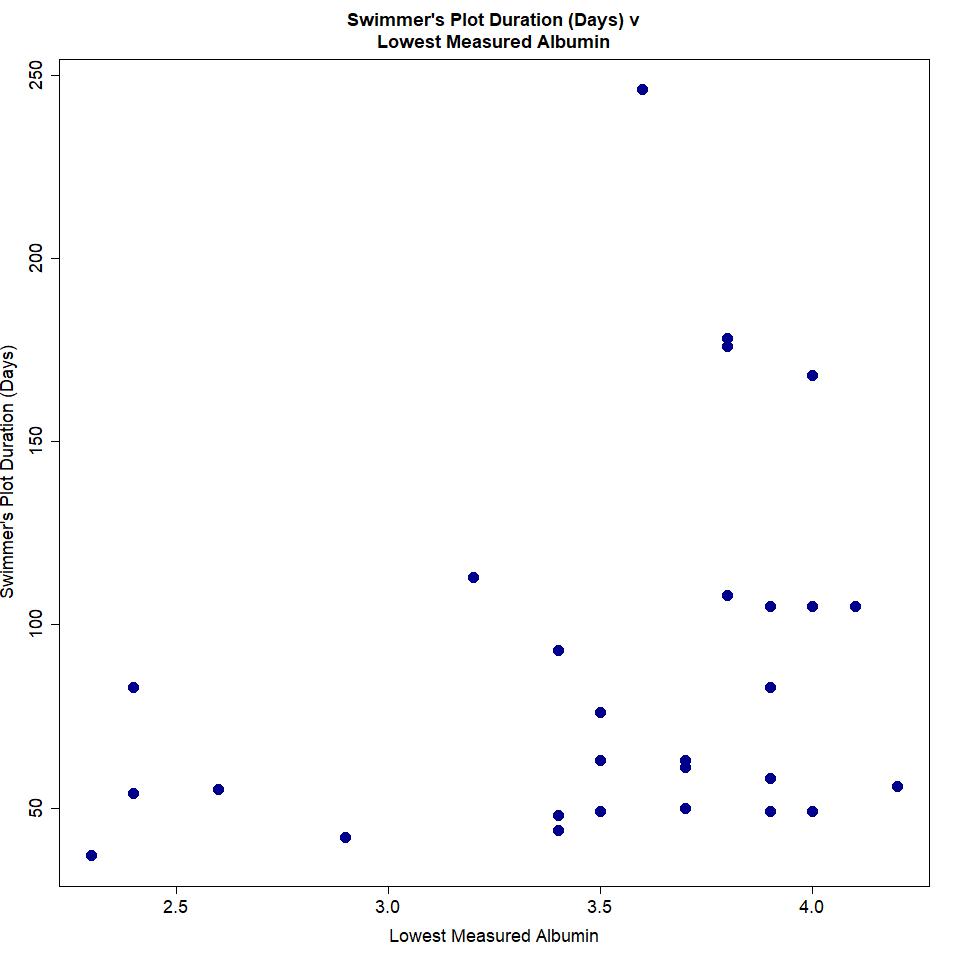 Swimmer's Plot Duration (Days) v
Lowest Measured Albumin
Swimmer's Plot Duration (Days)
250
200
150
100
50
2.5 3.0 3.5 4.0
Lowest Measured Albumin